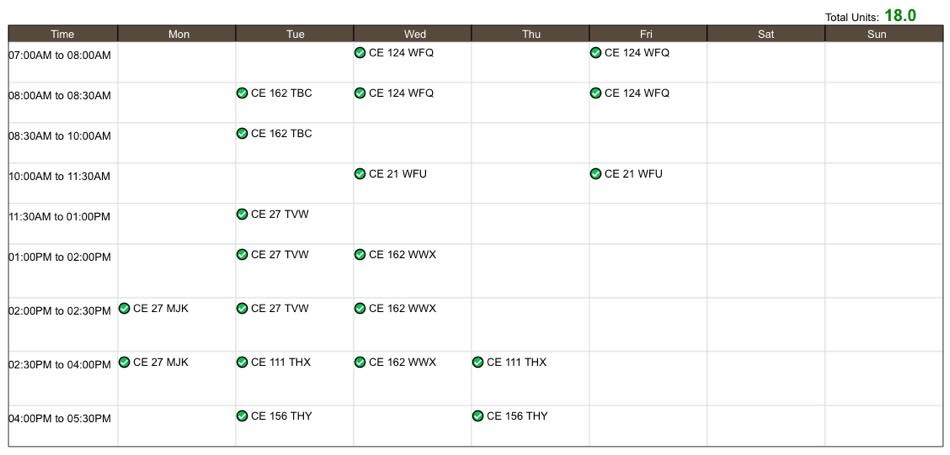 Total Units: 18.0
Time Mon Tue Wed Thu Fri Sat Sun
07:00AM to 08:00AM CE 124 WFQ CE 124 WFQ
08:00AM to 08:30AM CE 162 TBC CE 124 WFQ CE 124 WFQ
08:30AM to 10:00AM CE 162 TBC
10:00AM to 11:30AM CE 21 WFU CE 21 WFU
11:30AM to 01:00PM CE 27 TVW
01:00PM to 02:00PM CE 27 TVW CE 162 WWX
02:00PM to 02:30PM CE 27 MJK CE 27 TVW CE 162 WWX
02:30PM to 04:00PM CE 27 MJK CE 111 THX CE 162 WWX CE 111 THX
04:00PM to 05:30PM CE 156 THY CE 156 THY